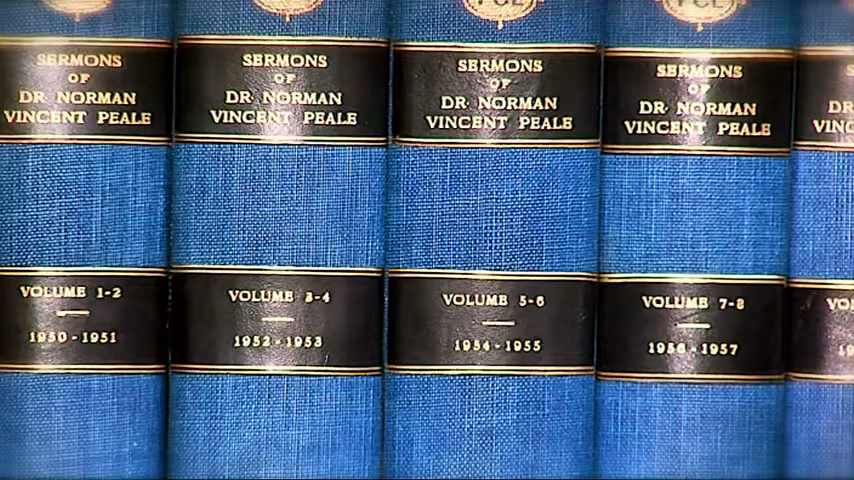 SERMONS
OF
DR. NORMAN
VINCENT PEALE
VOLUME 1-2
1950-1951
SERMONS
OF
DR. NORMAN
VINCENT PEALE
VOLUME 3-4
1952-1953
FCL
SERMONS
OF
DR. NORMAN
VINCENT PEALE
VOLUME 5-6
1954-1955
FCL
SERMONS
OF
DR. NORMAN
VINCENT PEALE
VOLUME 7-8
1956-1957